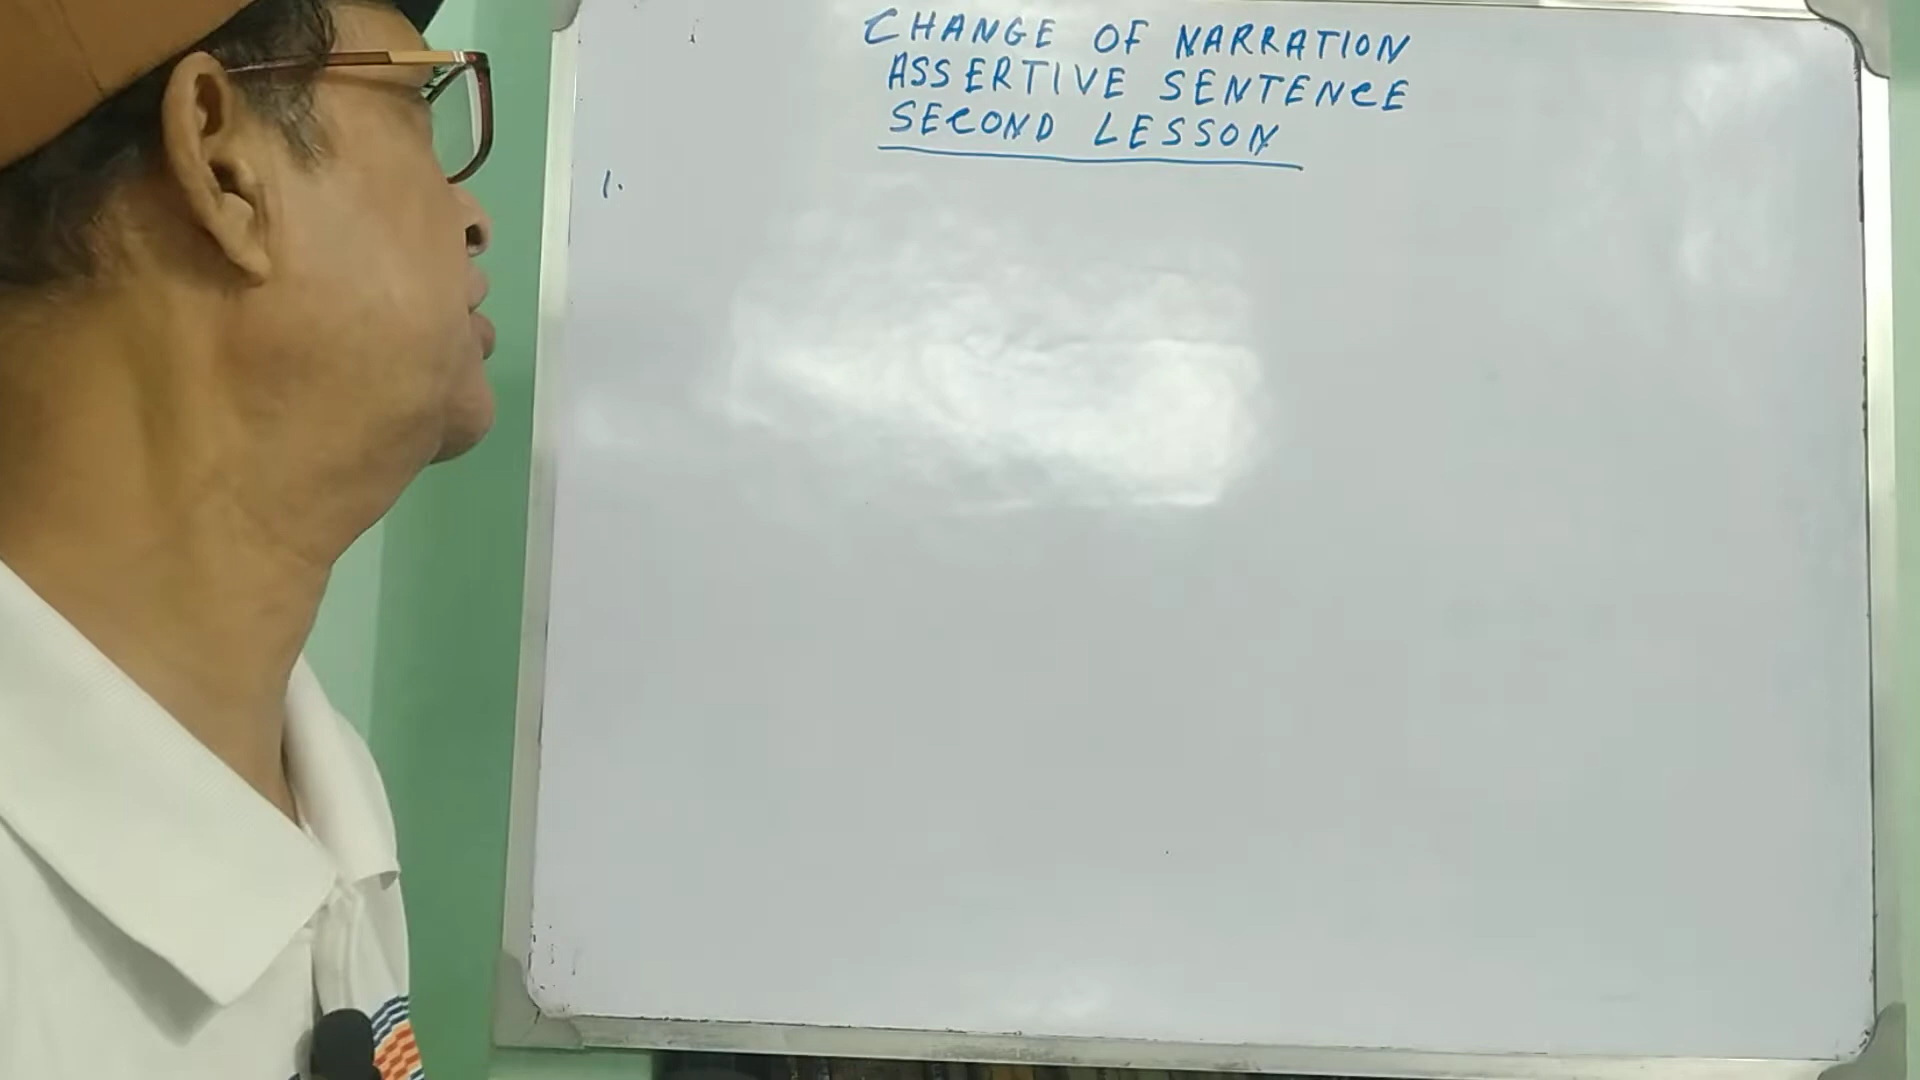 CHANGE OF NARRATION
ASSERTIVE SENTENCE
SECOND LESSON
1.